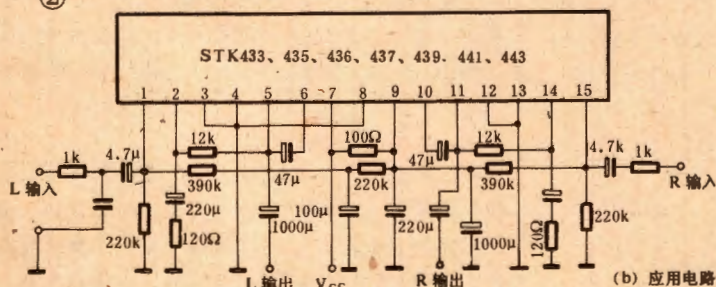 ②
STK433、435、436、437、439．441、443
1 2 3 4 5 6 7 8 9 10 11 12 13 14 15
12k 100Ω 12k
1k 4.7μ 47μ 4.7k 1k
L 输入 390k 47μ 220k 390k R 输入
220μ 100μ
220k 120Ω 1000μ 220μ 1000μ 120Ω 220k
L 输出 Vcc R 输出 (b) 应用电路